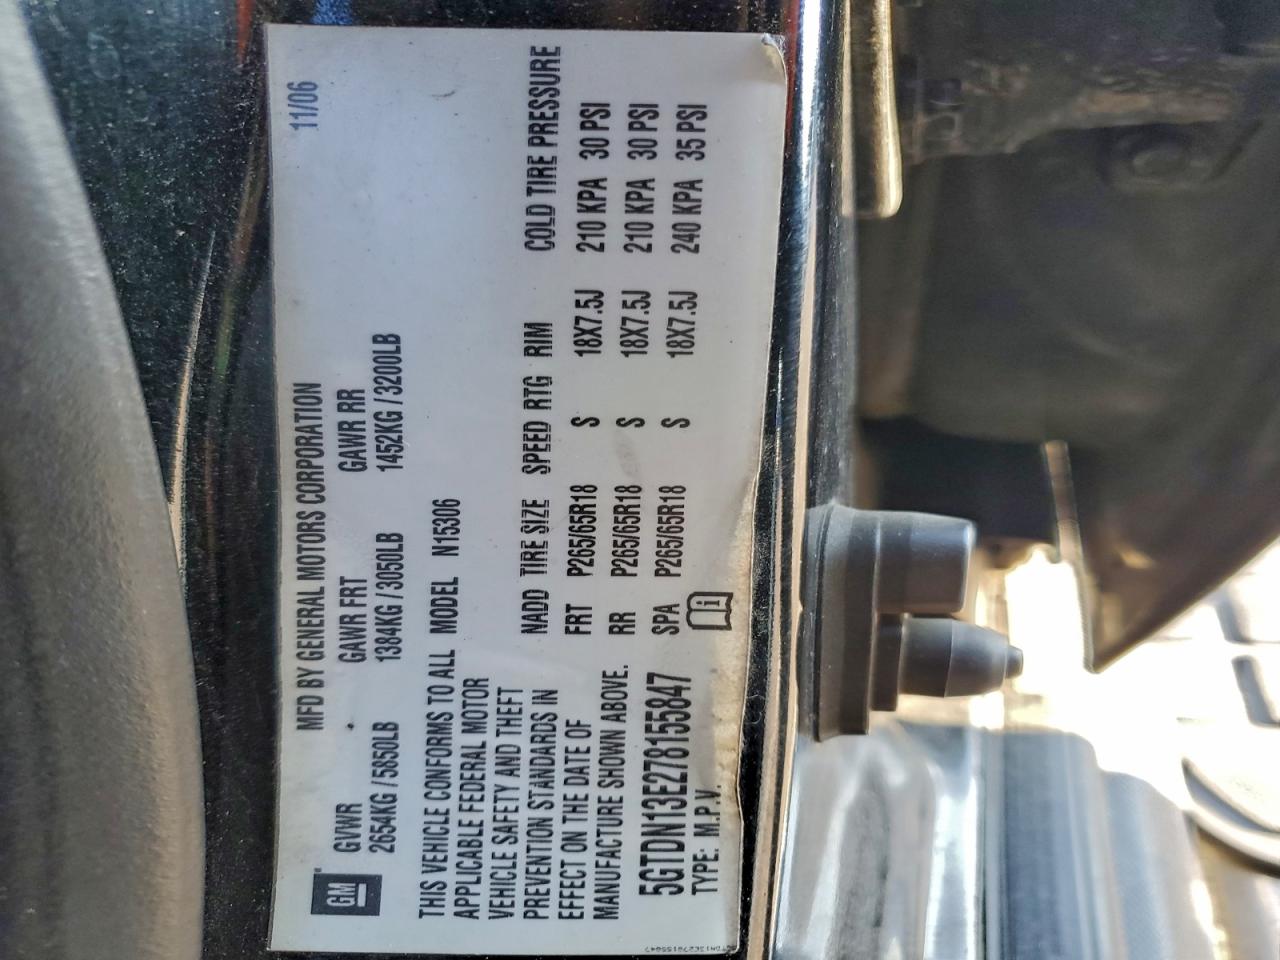 11/06
MFD BY GENERAL MOTORS CORPORATION
GM
GVWR GAWR FRT GAWR RR
2654KG / 5850LB 1384KG / 3050LB 1452KG / 3200LB
THIS VEHICLE CONFORMS TO ALL
APPLICABLE FEDERAL MOTOR
VEHICLE SAFETY AND THEFT
PREVENTION STANDARDS IN
EFFECT ON THE DATE OF
MANUFACTURE SHOWN ABOVE.
5GTDN13E278155847
TYPE: M.P.V.
MODEL N15306
NADD TIRE SIZE SPEED RTG RIM COLD TIRE PRESSURE
FRT P265/65R18 S 18X7.5J 210 KPA 30 PSI
RR P265/65R18 S 18X7.5J 210 KPA 30 PSI
SPA P265/65R18 S 18X7.5J 240 KPA 35 PSI